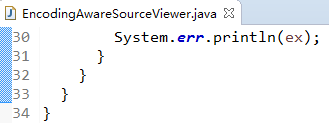 EncodingAwareSourceViewer.java
30 System.err.println(ex);
31 }
32 }
33 }
34 }